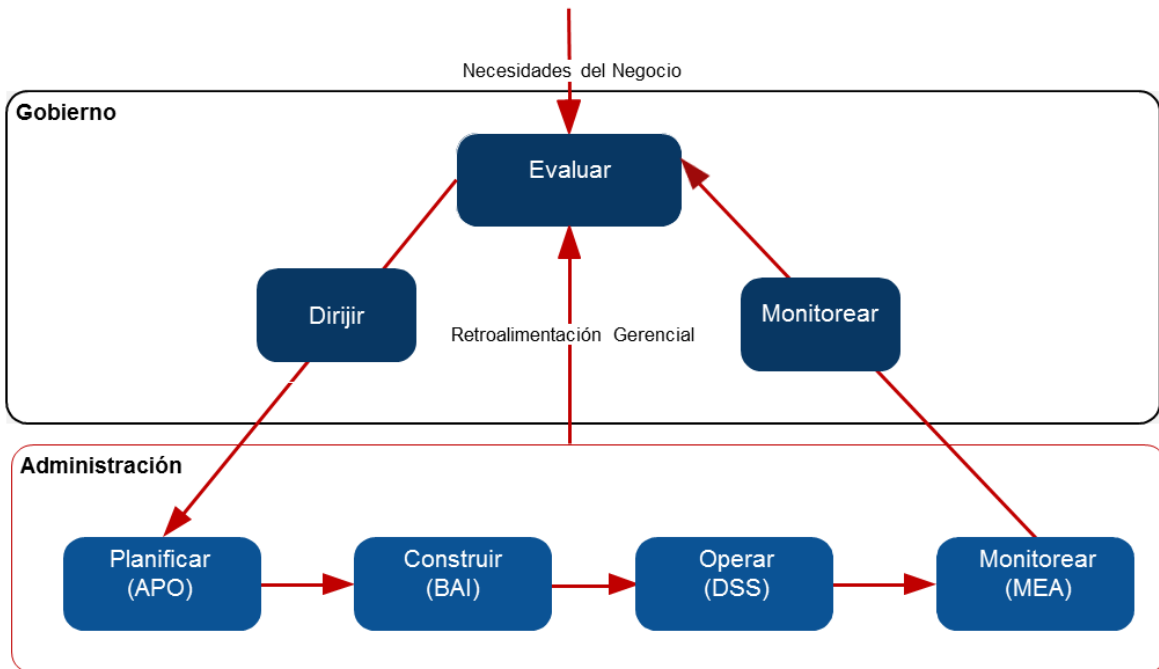 Necesidades del Negocio
Gobierno
Evaluar
Dirijir
Retroalimentación Gerencial
Monitorear
Administración
Planificar
(APO)
Construir
(BAI)
Operar
(DSS)
Monitorear
(MEA)